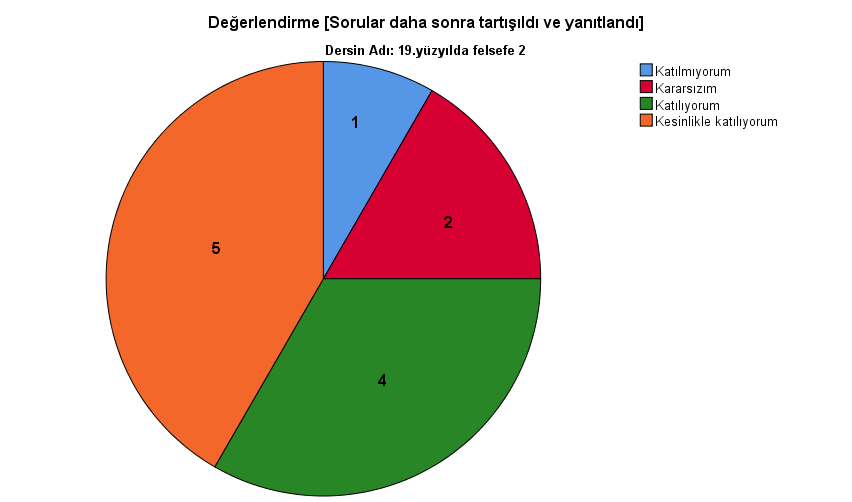 Değerlendirme [Sorular daha sonra tartışıldı ve yanıtlandı]
Dersin Adı: 19.yüzyılda felsefe 2
Katılmıyorum
Kararsızım
Katılıyorum
Kesinlikle katılıyorum
1
2
5
4